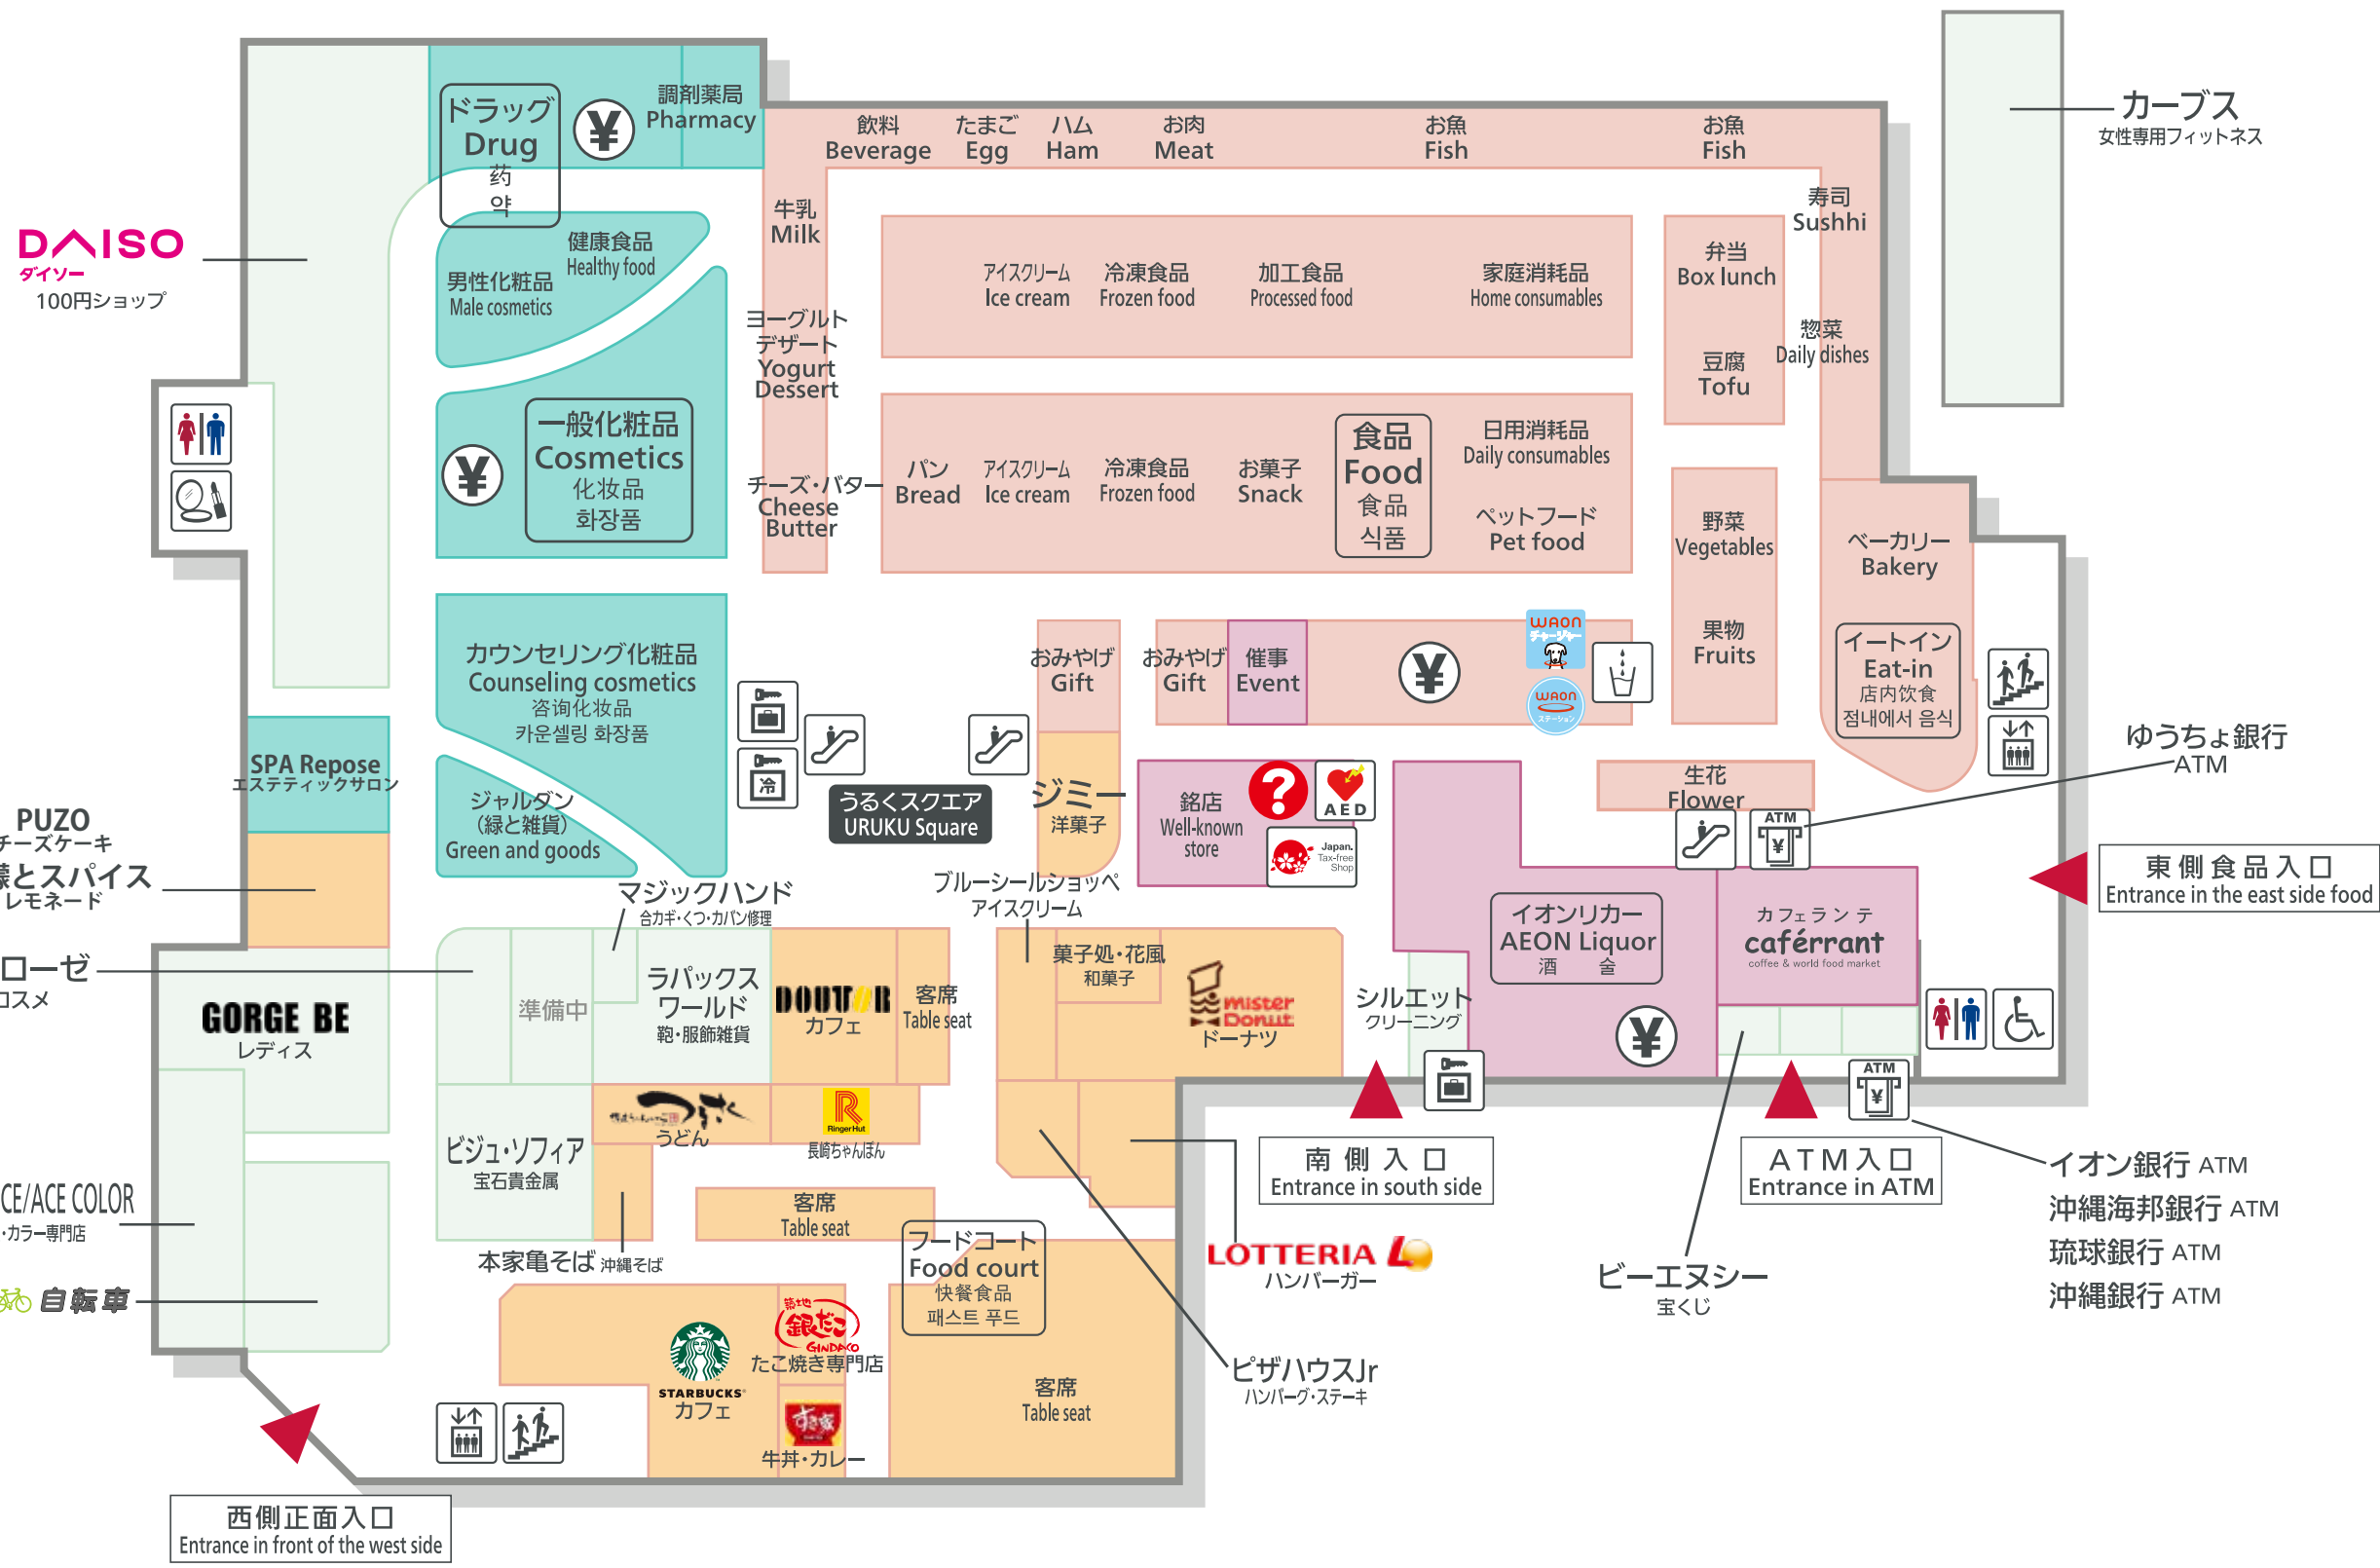 ドラッグ
Drug
药
약
¥
調剤薬局
Pharmacy
飲料
Beverage
たまご
Egg
ハム
Ham
お肉
Meat
お魚
Fish
お魚
Fish
カーブス
女性専用フィットネス
DAISO
ダイソー
100円ショップ
健康食品
Healthy food
男性化粧品
Male cosmetics
牛乳
Milk
寿司
Sushhi
アイスクリーム
Ice cream
冷凍食品
Frozen food
加工食品
Processed food
家庭消耗品
Home consumables
弁当
Box lunch
豆腐
Tofu
惣菜
Daily dishes
ヨーグルト
デザート
Yogurt
Dessert
一般化粧品
Cosmetics
化妆品
화장품
¥
チーズ・バター
Cheese
Butter
パン
Bread
アイスクリーム
Ice cream
冷凍食品
Frozen food
お菓子
Snack
食品
Food
食品
식품
日用消耗品
Daily consumables
ペットフード
Pet food
野菜
Vegetables
果物
Fruits
ベーカリー
Bakery
イートイン
Eat-in
店内饮食
점내에서 음식
カウンセリング化粧品
Counseling cosmetics
咨询化妆品
카운셀링 화장품
おみやげ
Gift
おみやげ
Gift
催事
Event
¥
WAON
チャージャー
WAON
ステーション
SPA Repose
エステティックサロン
ジャルダン
（緑と雑貨）
Green and goods
冷
うるくスクエア
URUKU Square
ジミー
洋菓子
銘店
Well-known
store
?
AED
Japan.
Tax-free
Shop
生花
Flower
ATM
¥
ゆうちょ銀行
ATM
PUZO
チーズケーキ
とスパイス
レモネード
ローゼ
コスメ
東側食品入口
Entrance in the east side food
マジックハンド
合カギ・くつ・カバン修理
ブルーシールショッペ
アイスクリーム
菓子処・花風
和菓子
イオンリカー
AEON Liquor
酒 술
カフェランテ
caférrant
coffee & world food market
GORGE BE
レディス
準備中
ラパックス
ワールド
鞄・服飾雑貨
DOUTOR
カフェ
客席
Table seat
mister
Donut
ドーナツ
シルエット
クリーニング
¥
ATM
¥
ビジュ・ソフィア
宝石貴金属
うどん
R
RingerHut
長崎ちゃんぽん
南側入口
Entrance in south side
ATM入口
Entrance in ATM
イオン銀行 ATM
沖縄海邦銀行 ATM
琉球銀行 ATM
沖縄銀行 ATM
CE/ACE COLOR
・カラー専門店
自転車
客席
Table seat
本家亀そば 沖縄そば
フードコート
Food court
快餐食品
패스트 푸드
LOTTERIA L
ハンバーガー
ビーエヌシー
宝くじ
STARBUCKS
カフェ
築地
銀だこ
GINDACO
たこ焼き専門店
すき家
牛丼・カレー
客席
Table seat
ピザハウスJr
ハンバーグ・ステーキ
西側正面入口
Entrance in front of the west side